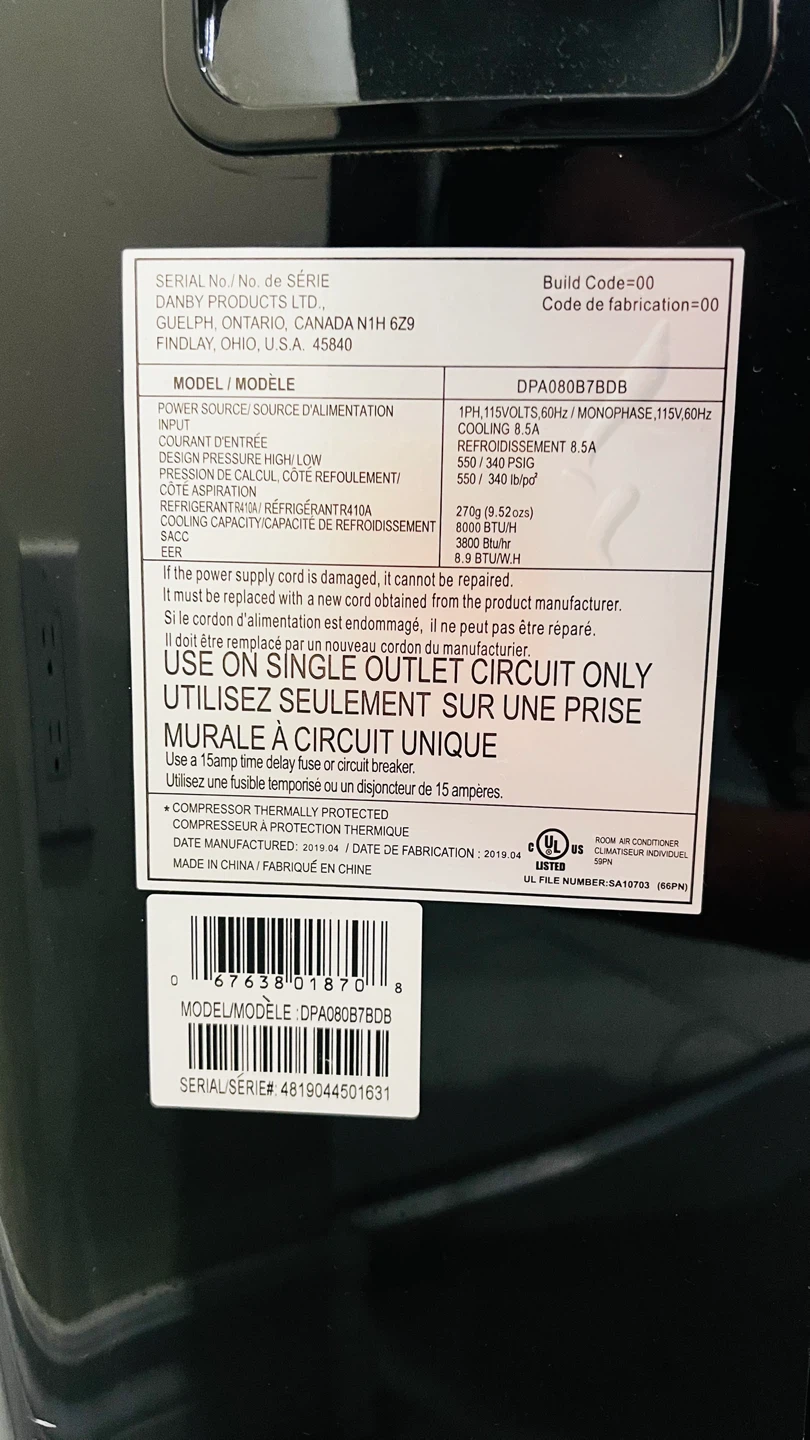 SERIAL No./ No. de SÉRIE
DANBY PRODUCTS LTD.,
GUELPH, ONTARIO, CANADA N1H 6Z9
FINDLAY, OHIO, U.S.A. 45840
Build Code=00
Code de fabrication=00
MODEL / MODÈLE DPA080B7BDB
POWER SOURCE/ SOURCE D'ALIMENTATION 1PH,115VOLTS,60Hz / MONOPHASE,115V,60Hz
INPUT COOLING 8.5A
COURANT D'ENTRÉE REFROIDISSEMENT 8.5A
DESIGN PRESSURE HIGH/ LOW 550 / 340 PSIG
PRESSION DE CALCUL, CÔTÉ REFOULEMENT/ 550 / 340 lb/po²
CÔTÉ ASPIRATION
REFRIGERANT R410A/ RÉFRIGÉRANT R410A 270g (9.52ozs)
COOLING CAPACITY/CAPACITÉ DE REFROIDISSEMENT 8000 BTU/H
SACC 3800 Btu/hr
EER 8.9 BTU/W.H
If the power supply cord is damaged, it cannot be repaired.
It must be replaced with a new cord obtained from the product manufacturer.
Si le cordon d'alimentation est endommagé, il ne peut pas être réparé.
Il doit être remplacé par un nouveau cordon du manufacturier.
USE ON SINGLE OUTLET CIRCUIT ONLY
UTILISEZ SEULEMENT SUR UNE PRISE
MURALE À CIRCUIT UNIQUE
Use a 15amp time delay fuse or circuit breaker.
Utilisez une fusible temporisé ou un disjoncteur de 15 ampères.
* COMPRESSOR THERMALLY PROTECTED
COMPRESSEUR À PROTECTION THERMIQUE
DATE MANUFACTURED: 2019.04 / DATE DE FABRICATION : 2019.04
MADE IN CHINA / FABRIQUÉ EN CHINE
C UL US
LISTED
ROOM AIR CONDITIONER
CLIMATISEUR INDIVIDUEL
59PN
UL FILE NUMBER:SA10703 (66PN)
0 67638 01870 8
MODEL/MODÈLE :DPA080B7BDB
SERIAL/SÉRIE#: 4819044501631